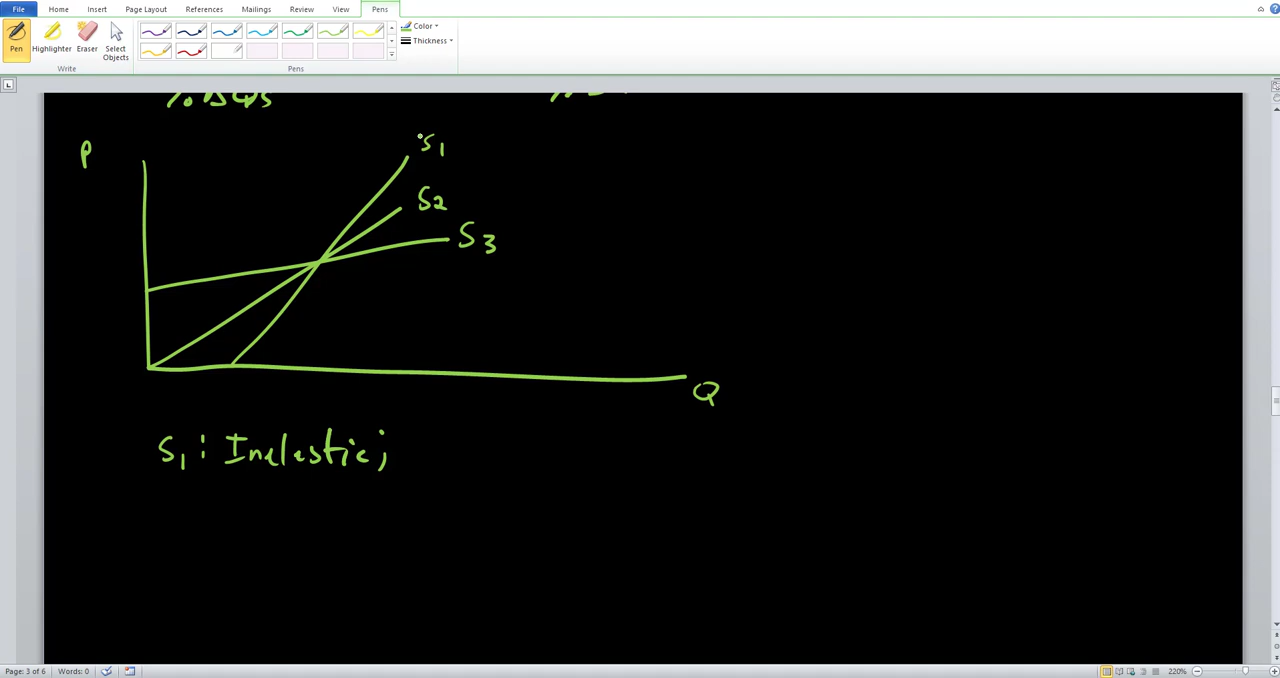 File Home Insert Page Layout References Mailings Review View Pens
Pen Highlighter Eraser Select Objects
Color
Thickness
Write Pens
P
S1
S2
S3
Q
S1 : Inelastic;
Page: 3 of 6 Words: 0 220%